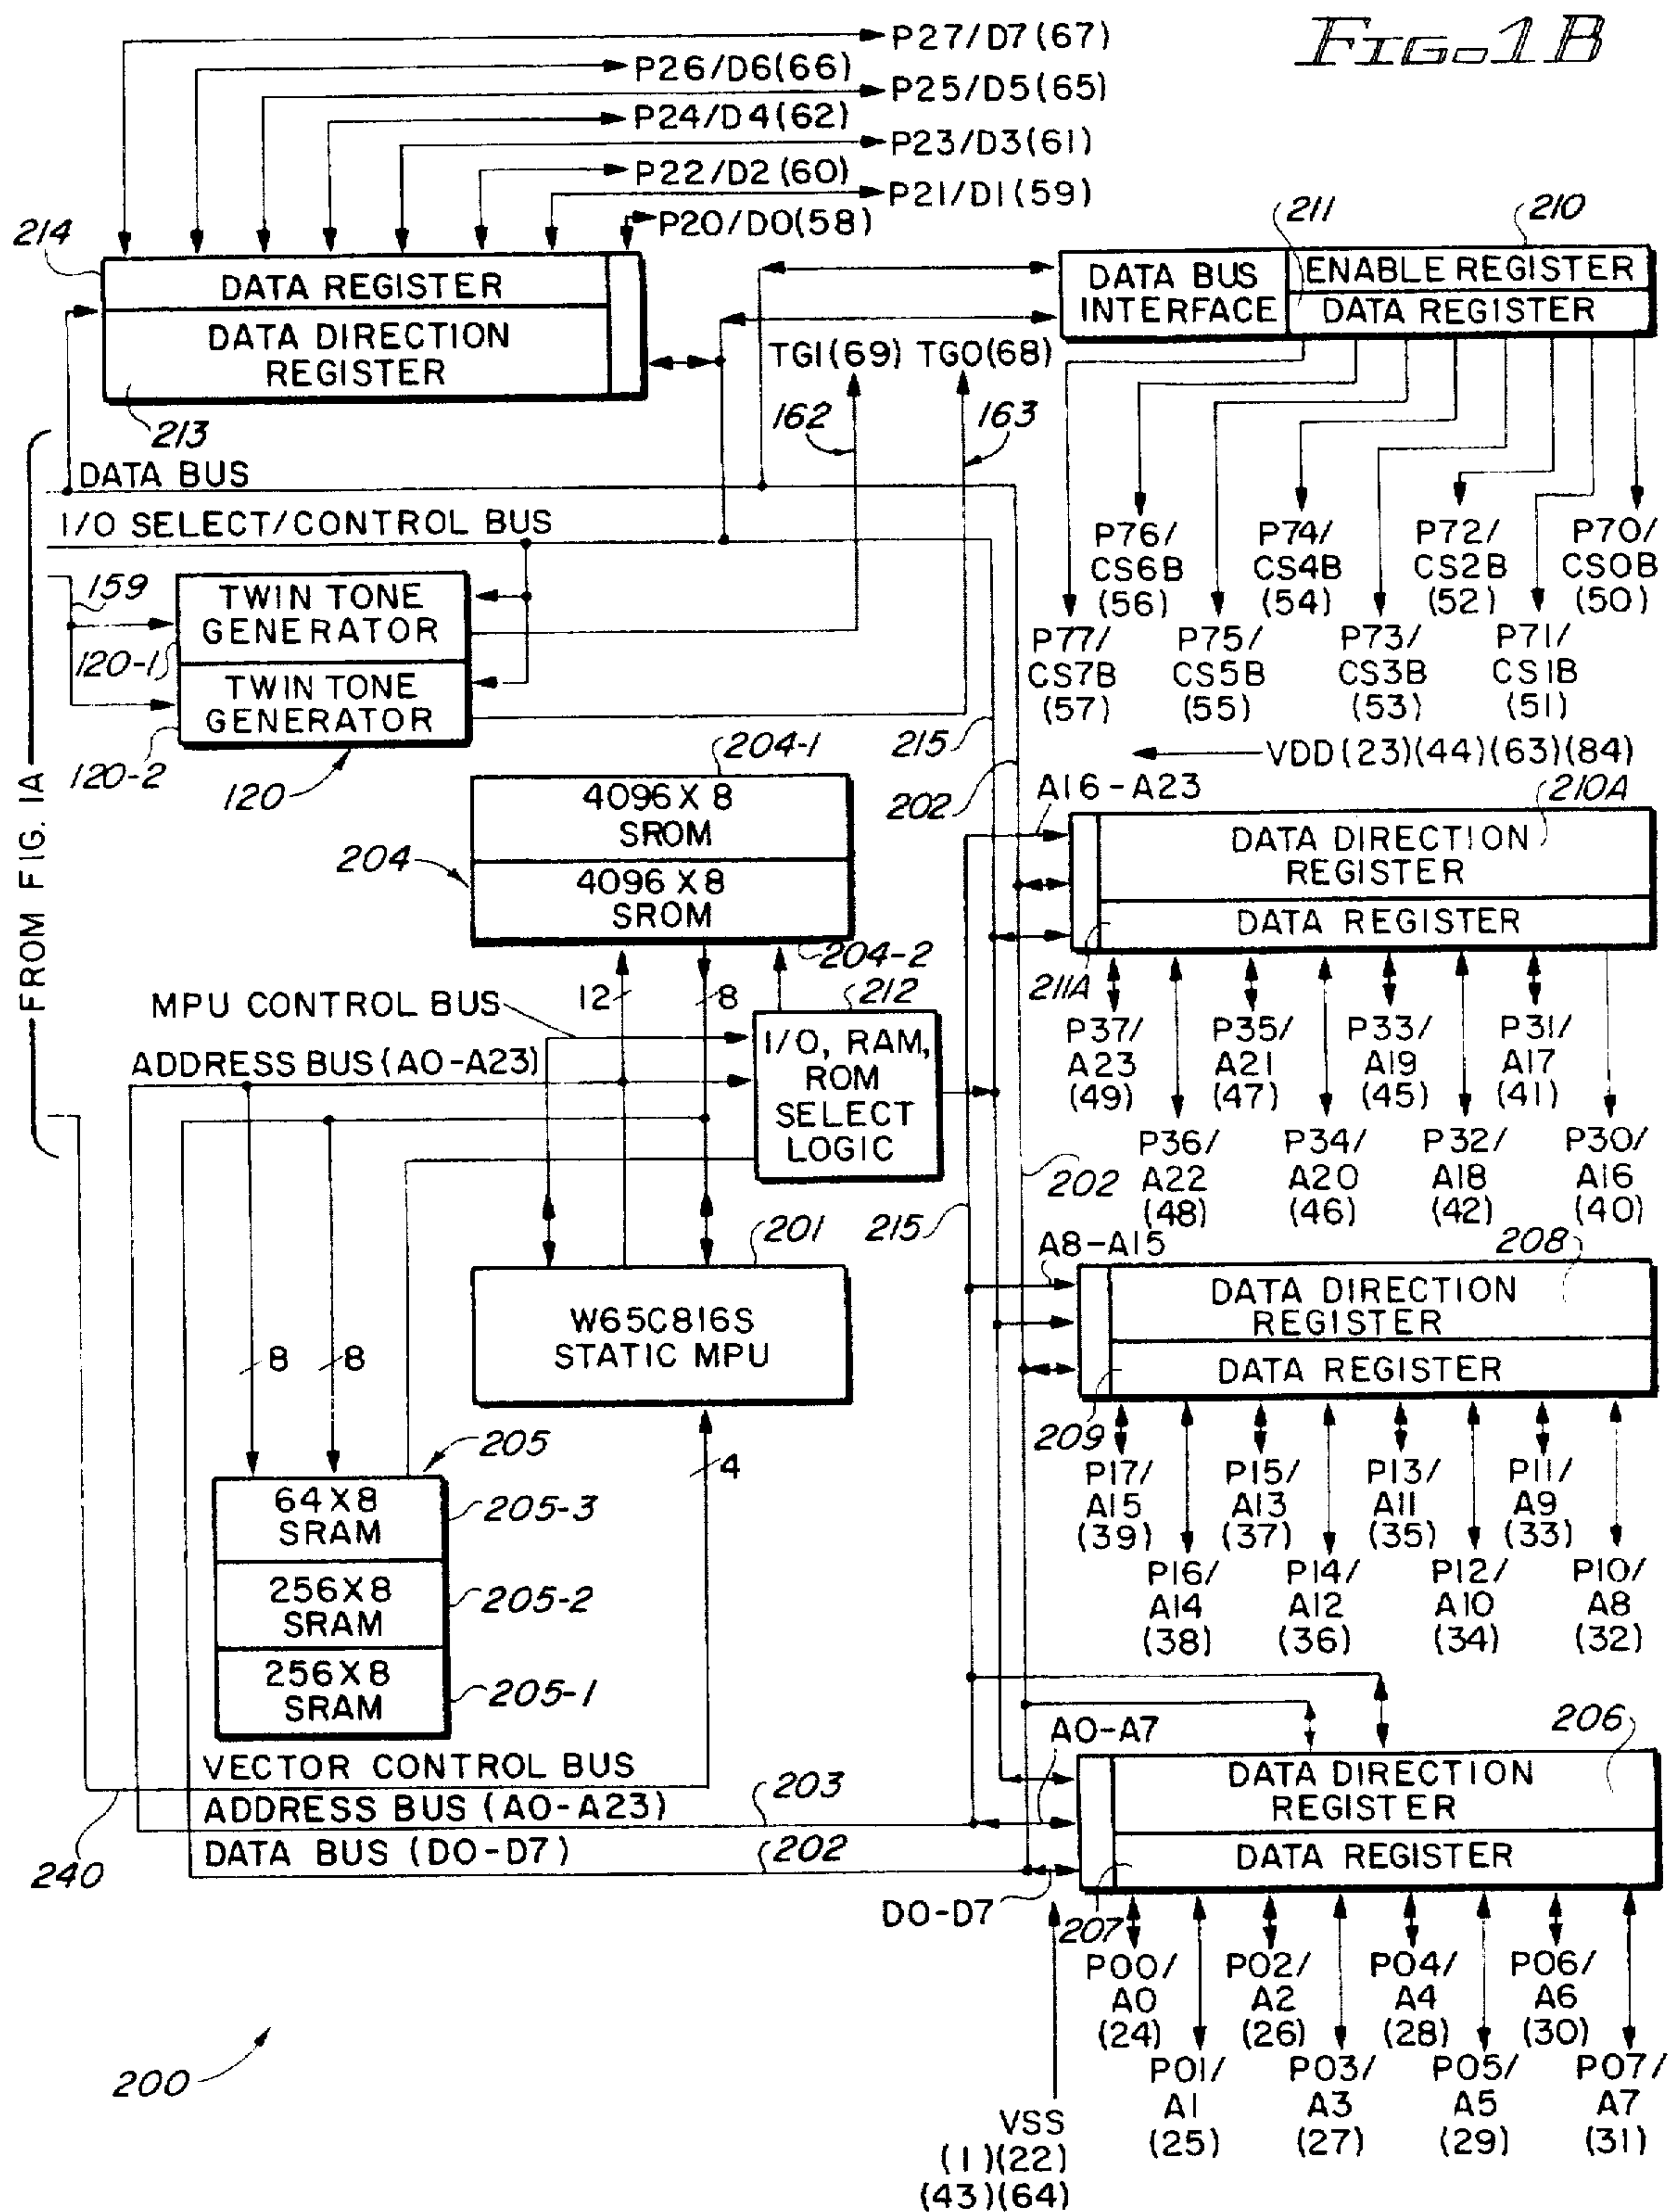 FIG. 1B
P27/D7(67)
P26/D6(66)
P25/D5(65)
P24/D4(62)
P23/D3(61)
P22/D2(60)
P21/D1(59)
P20/D0(58)
214
DATA REGISTER
DATA DIRECTION
REGISTER
213
211
210
DATA BUS
INTERFACE
ENABLE REGISTER
DATA REGISTER
TG1(69)
TG0(68)
162
163
FROM FIG. 1A
DATA BUS
I/O SELECT/CONTROL BUS
159
TWIN TONE
GENERATOR
120-1
TWIN TONE
GENERATOR
120-2
120
P76/
CS6B
(56)
P74/
CS4B
(54)
P72/
CS2B
(52)
P70/
CS0B
(50)
P77/
CS7B
(57)
P75/
CS5B
(55)
P73/
CS3B
(53)
P71/
CS1B
(51)
215
202
VDD(23)(44)(63)(84)
204-1
4096 X 8
SROM
204
4096 X 8
SROM
204-2
A16-A23
210A
DATA DIRECTION
REGISTER
DATA REGISTER
211A
12
8
212
MPU CONTROL BUS
ADDRESS BUS(A0-A23)
I/O, RAM,
ROM
SELECT
LOGIC
P37/
A23
(49)
P35/
A21
(47)
P33/
A19
(45)
P31/
A17
(41)
P36/
A22
(48)
P34/
A20
(46)
P32/
A18
(42)
P30/
A16
(40)
202
215
201
W65C816S
STATIC MPU
A8-A15
208
DATA DIRECTION
REGISTER
DATA REGISTER
209
8
8
4
205
64X8
SRAM
205-3
256X8
SRAM
205-2
256X8
SRAM
205-1
P17/
A15
(39)
P15/
A13
(37)
P13/
A11
(35)
P11/
A9
(33)
P16/
A14
(38)
P14/
A12
(36)
P12/
A10
(34)
P10/
A8
(32)
VECTOR CONTROL BUS
ADDRESS BUS (A0-A23)
203
DATA BUS (D0-D7)
202
240
A0-A7
206
DATA DIRECTION
REGISTER
DATA REGISTER
D0-D7
207
P00/
A0
(24)
P02/
A2
(26)
P04/
A4
(28)
P06/
A6
(30)
P01/
A1
(25)
P03/
A3
(27)
P05/
A5
(29)
P07/
A7
(31)
200
VSS
(1)(22)
(43)(64)